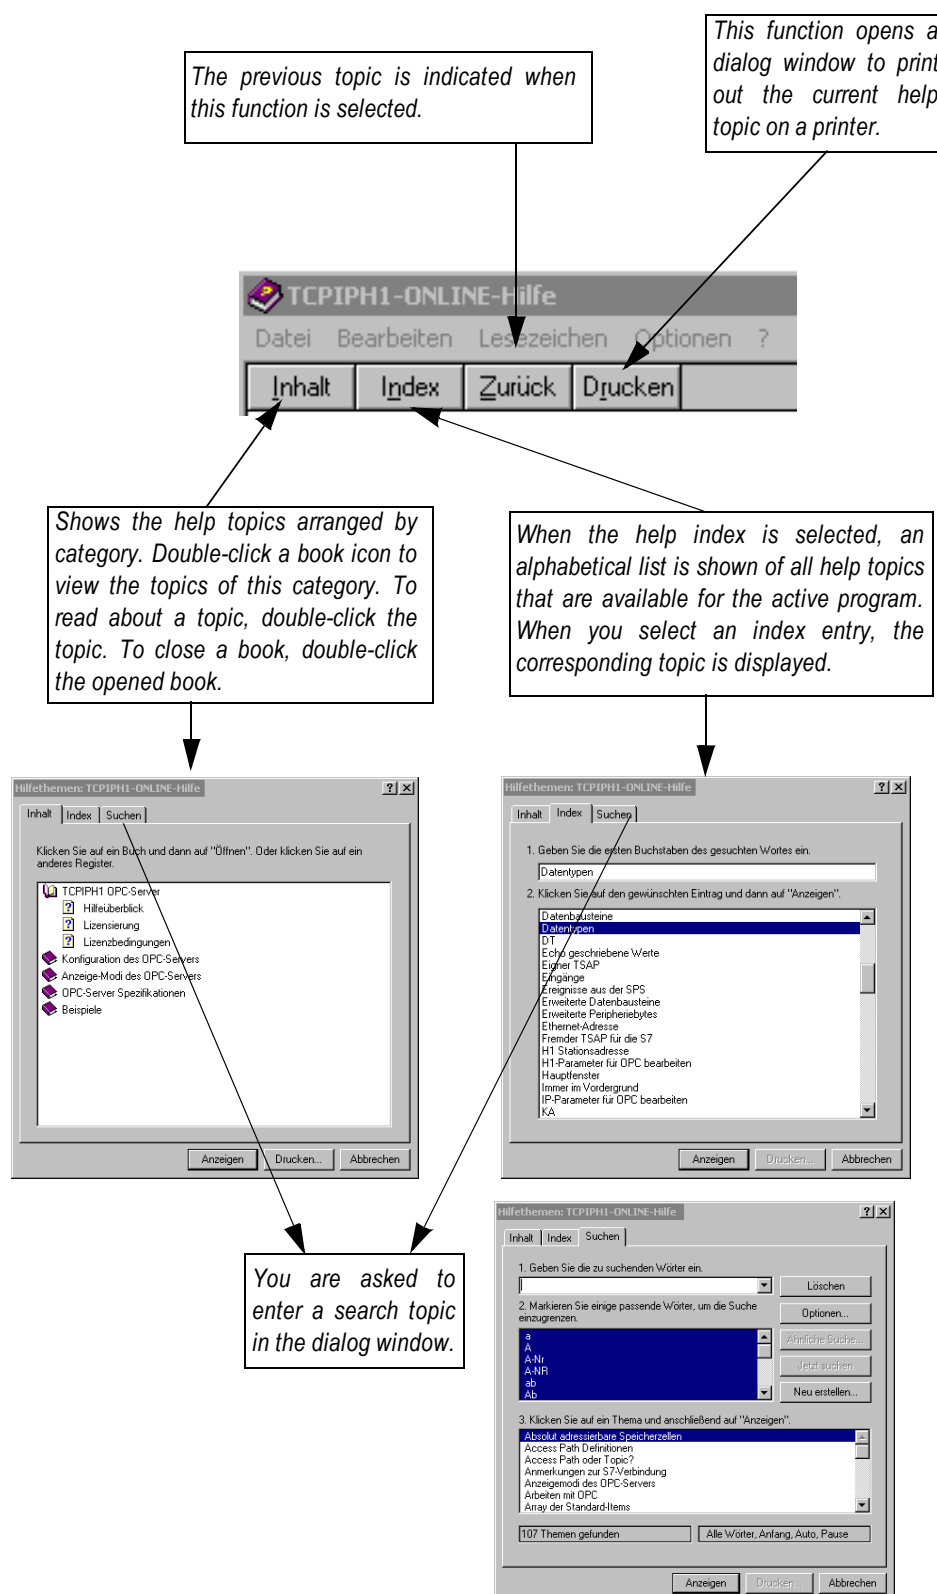 This function opens a
dialog window to print
out the current help
topic on a printer.
The previous topic is indicated when
this function is selected.
TCPIPH1-ONLINE-Hilfe
Datei Bearbeiten Lesezeichen Optionen ?
Inhalt Index Zurück Drucken
Shows the help topics arranged by
category. Double-click a book icon to
view the topics of this category. To
read about a topic, double-click the
topic. To close a book, double-click
the opened book.
When the help index is selected, an
alphabetical list is shown of all help topics
that are available for the active program.
When you select an index entry, the
corresponding topic is displayed.
Hilfethemen: TCPIPH1-ONLINE-Hilfe
Inhalt Index Suchen
Klicken Sie auf ein Buch und dann auf "Öffnen". Oder klicken Sie auf ein
anderes Register.
TCPIPH1 OPC-Server
Hilfeüberblick
Lizensierung
Lizenzbedingungen
Konfiguration des OPC-Servers
Anzeige-Modi des OPC-Servers
OPC-Server Spezifikationen
Beispiele
Anzeigen Drucken... Abbrechen
Hilfethemen: TCPIPH1-ONLINE-Hilfe
Inhalt Index Suchen
1. Geben Sie die ersten Buchstaben des gesuchten Wortes ein.
Datentypen
2. Klicken Sie auf den gewünschten Eintrag und dann auf "Anzeigen".
Datenbausteine
Datentypen
DT
Echo geschriebene Werte
Eigner TSAP
Eingänge
Ereignisse aus der SPS
Erweiterte Datenbausteine
Erweiterte Peripheriebytes
Ethernet-Adresse
Fremder TSAP für die S7
H1 Stationsadresse
H1-Parameter für OPC bearbeiten
Hauptfenster
Immer im Vordergrund
IP-Parameter für OPC bearbeiten
KA
Anzeigen Drucken... Abbrechen
You are asked to
enter a search topic
in the dialog window.
Hilfethemen: TCPIPH1-ONLINE-Hilfe
Inhalt Index Suchen
1. Geben Sie die zu suchenden Wörter ein.
Löschen
2. Markieren Sie einige passende Wörter, um die Suche
einzugrenzen.
Optionen...
a
A
A-Nr
A-NR
ab
Ab
Ähnliche Suche...
Jetzt suchen
Neu erstellen...
3. Klicken Sie auf ein Thema und anschließend auf "Anzeigen".
Absolut adressierbare Speicherzellen
Access Path Definitionen
Access Path oder Topic?
Anmerkungen zur S7-Verbindung
Anzeigemodi des OPC-Servers
Arbeiten mit OPC
Array der Standard-Items
107 Themen gefunden Alle Wörter, Anfang, Auto, Pause
Anzeigen Drucken... Abbrechen